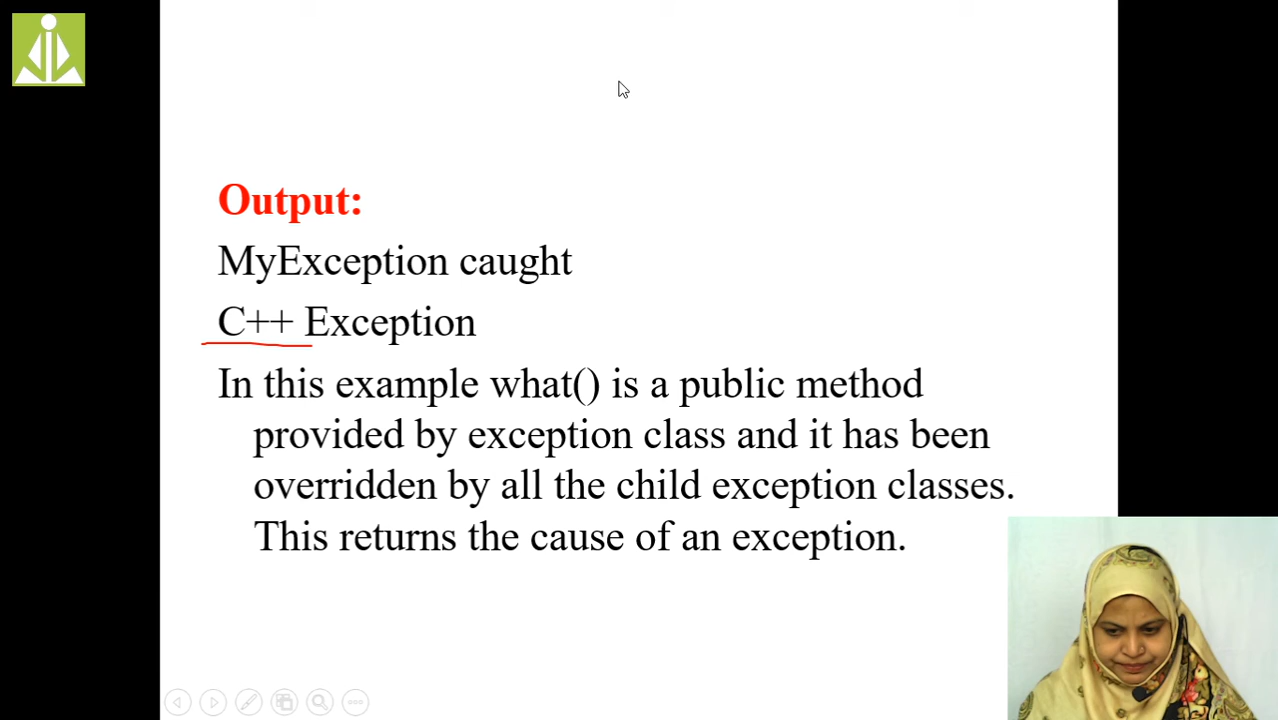 Output:
MyException caught
C++ Exception
In this example what() is a public method
provided by exception class and it has been
overridden by all the child exception classes.
This returns the cause of an exception.